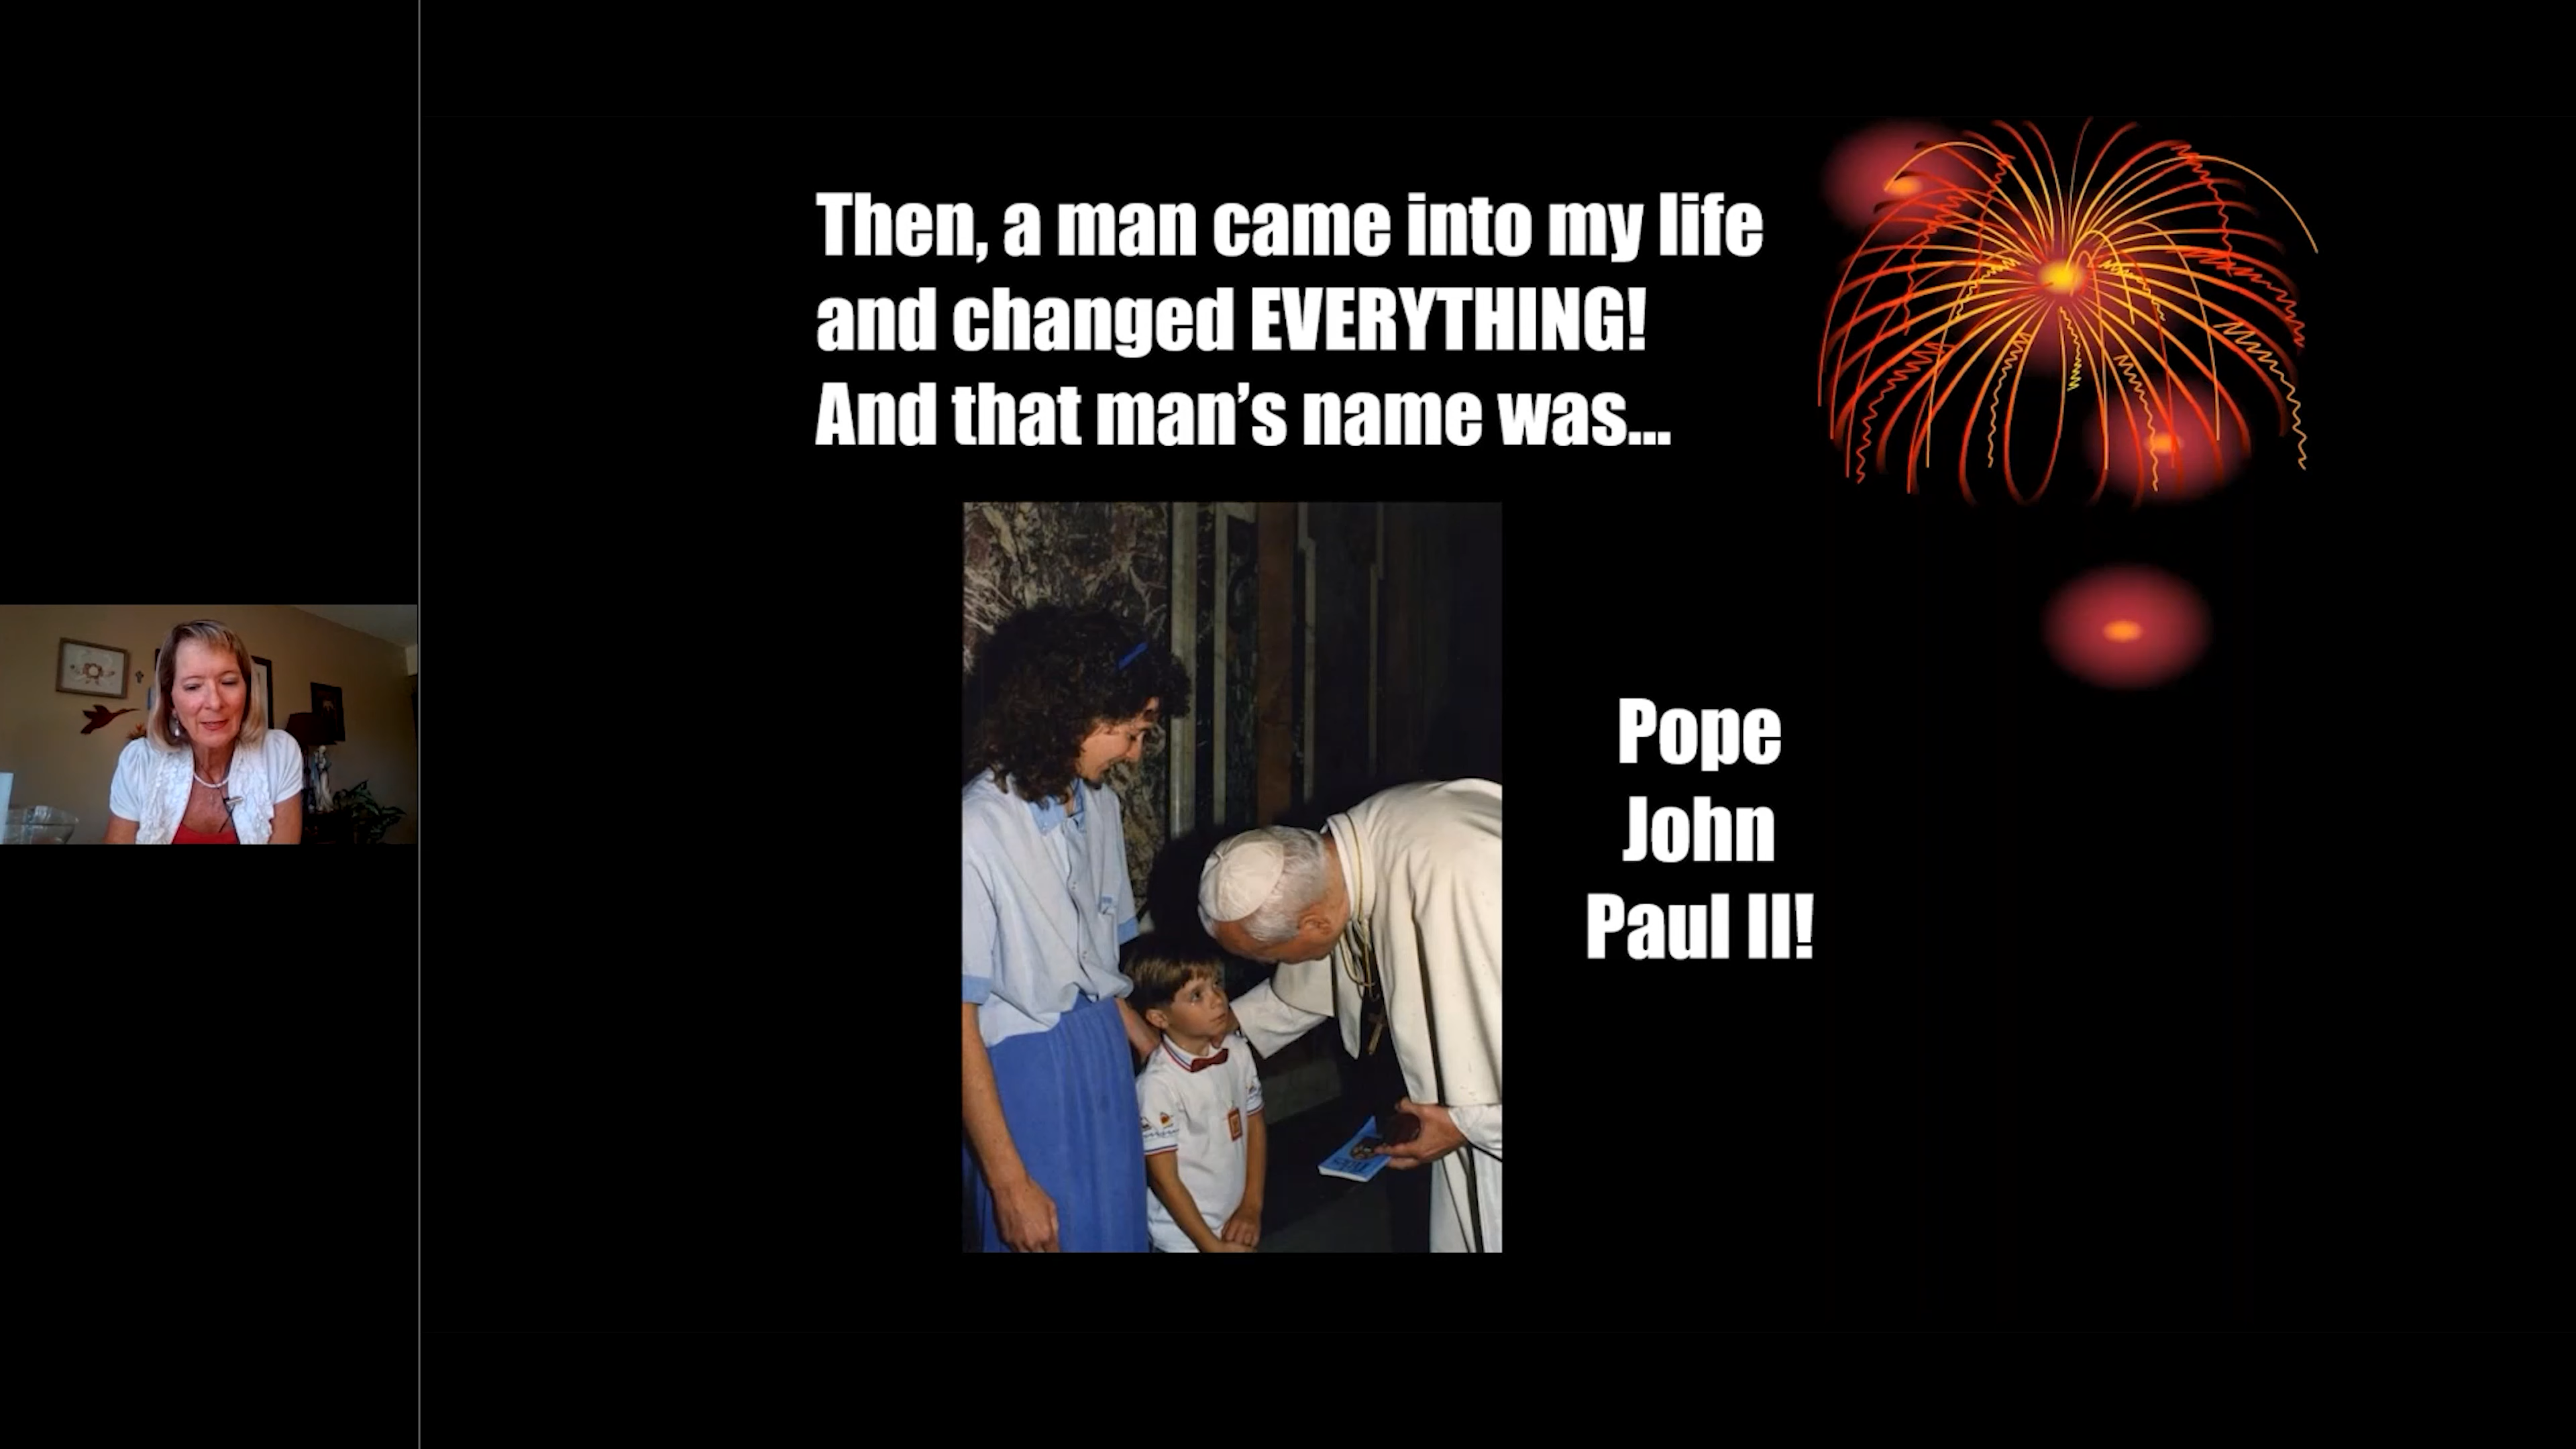 Then, a man came into my life
and changed EVERYTHING!
And that man’s name was...
Pope
John
Paul II!